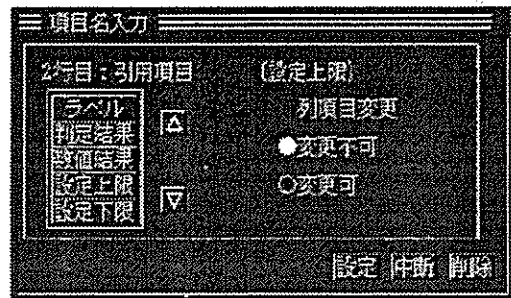 項目名入力
2行目：引用項目
ラベル
判定結果
数値結果
設定上限
設定下限
(設定上限)
列項目変更
変更不可
変更可
設定 中断 削除